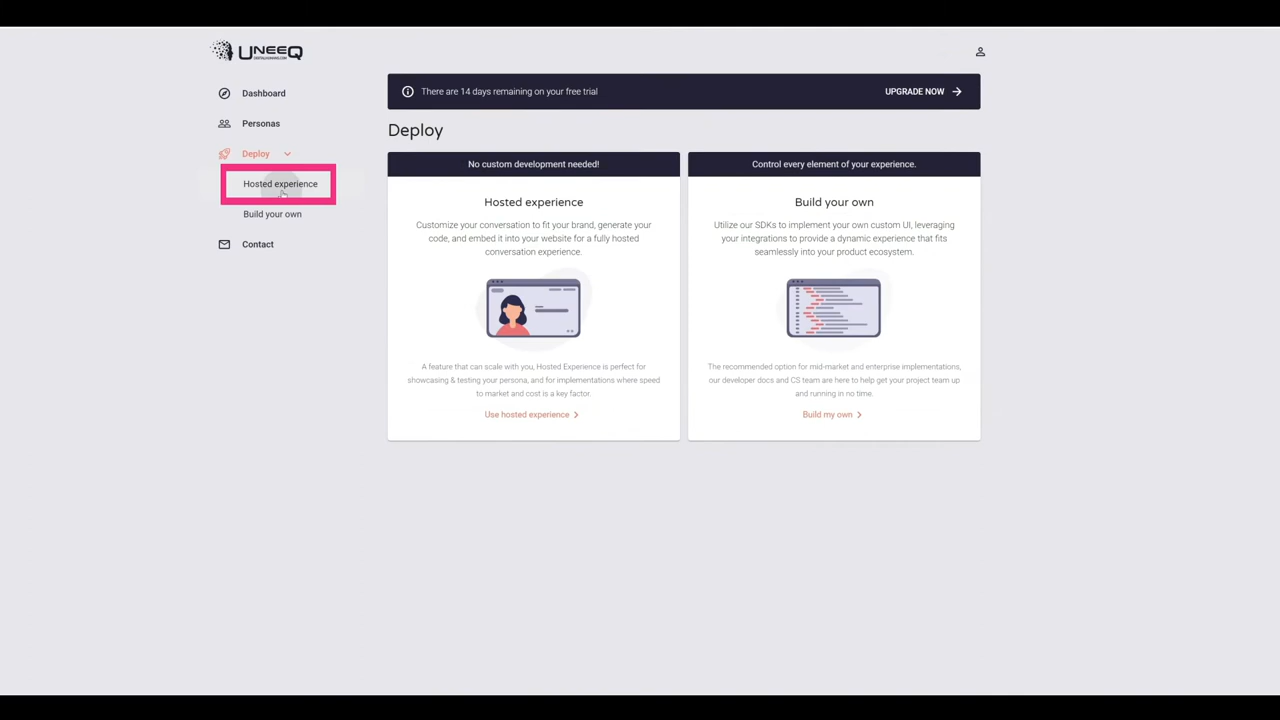 UNEEQ
DIGITALHUMANS.COM
There are 14 days remaining on your free trial
UPGRADE NOW
Dashboard
Personas
Deploy
Hosted experience
Build your own
Contact
Deploy
No custom development needed!
Hosted experience
Customize your conversation to fit your brand, generate your
code, and embed it into your website for a fully hosted
conversation experience.
A feature that can scale with you, Hosted Experience is perfect for
showcasing & testing your persona, and for implementations where speed
to market and cost is a key factor.
Use hosted experience
Control every element of your experience.
Build your own
Utilize our SDKs to implement your own custom UI, leveraging
your integrations to provide a dynamic experience that fits
seamlessly into your product ecosystem.
The recommended option for mid-market and enterprise implementations,
our developer docs and CS team are here to help get your project team up
and running in no time.
Build my own